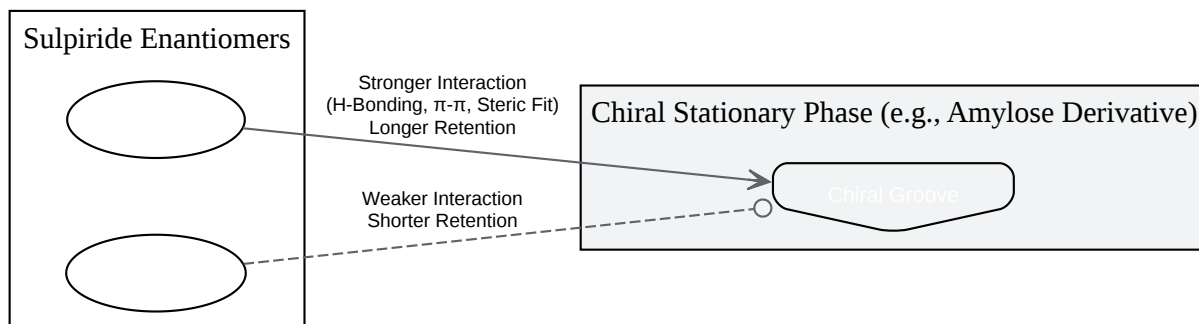 Sulpiride Enantiomers
Stronger Interaction
(H-Bonding, π-π, Steric Fit)
Longer Retention
Chiral Stationary Phase (e.g., Amylose Derivative)
Chiral Groove
Weaker Interaction
Shorter Retention